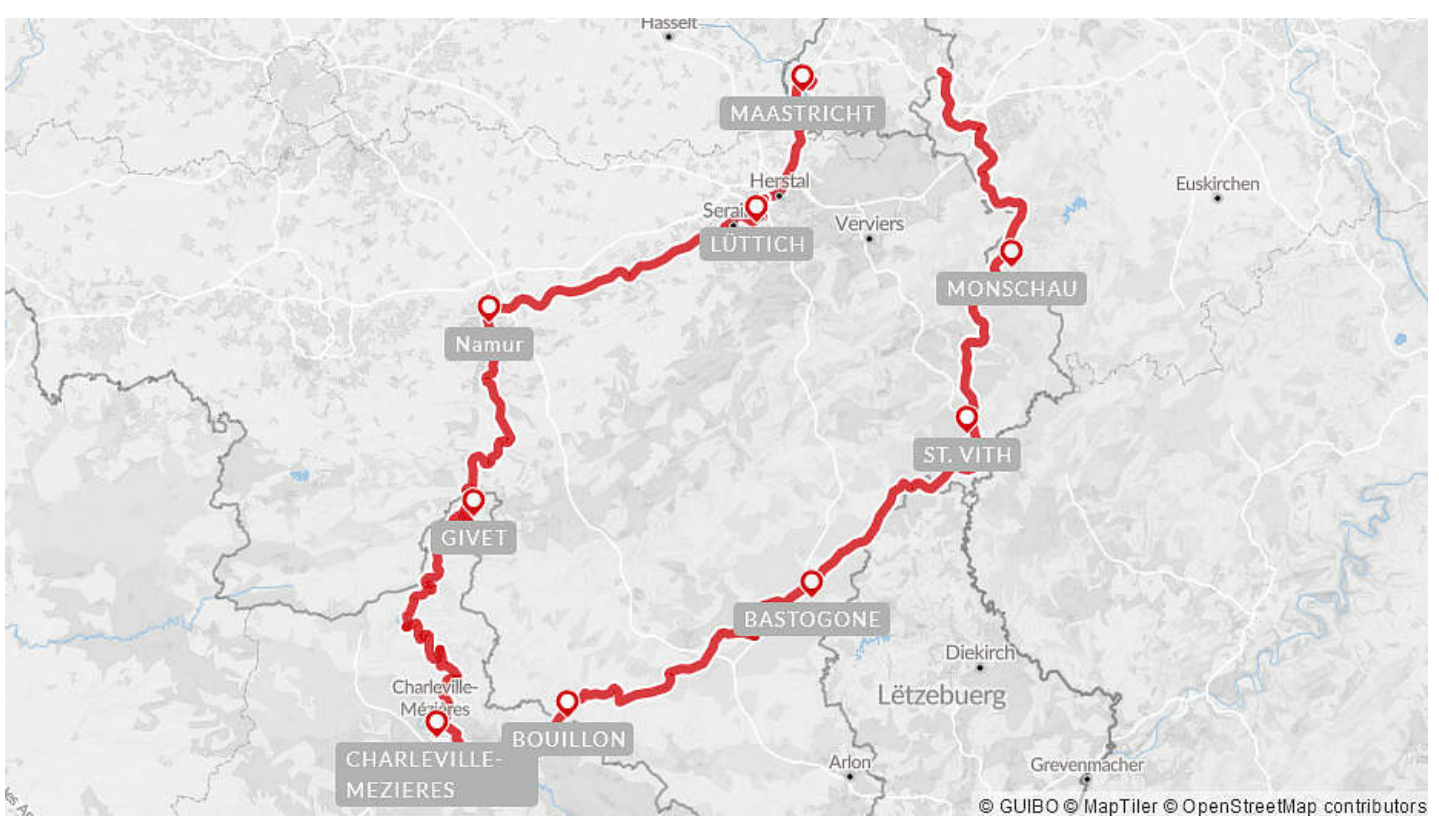 Hasselt
MAASTRICHT
Herstal
Euskirchen
Verviers
LÜTTICH
MONSCHAU
Namur
ST. VITH
GIVET
BASTOGONE
Diekirch
Charleville-
Mézières
Lëtzebuerg
BOUILLON
CHARLEVILLE-
MEZIERES
Arlon
Grevenmacher
© GUIBO © MapTiler © OpenStreetMap contributors